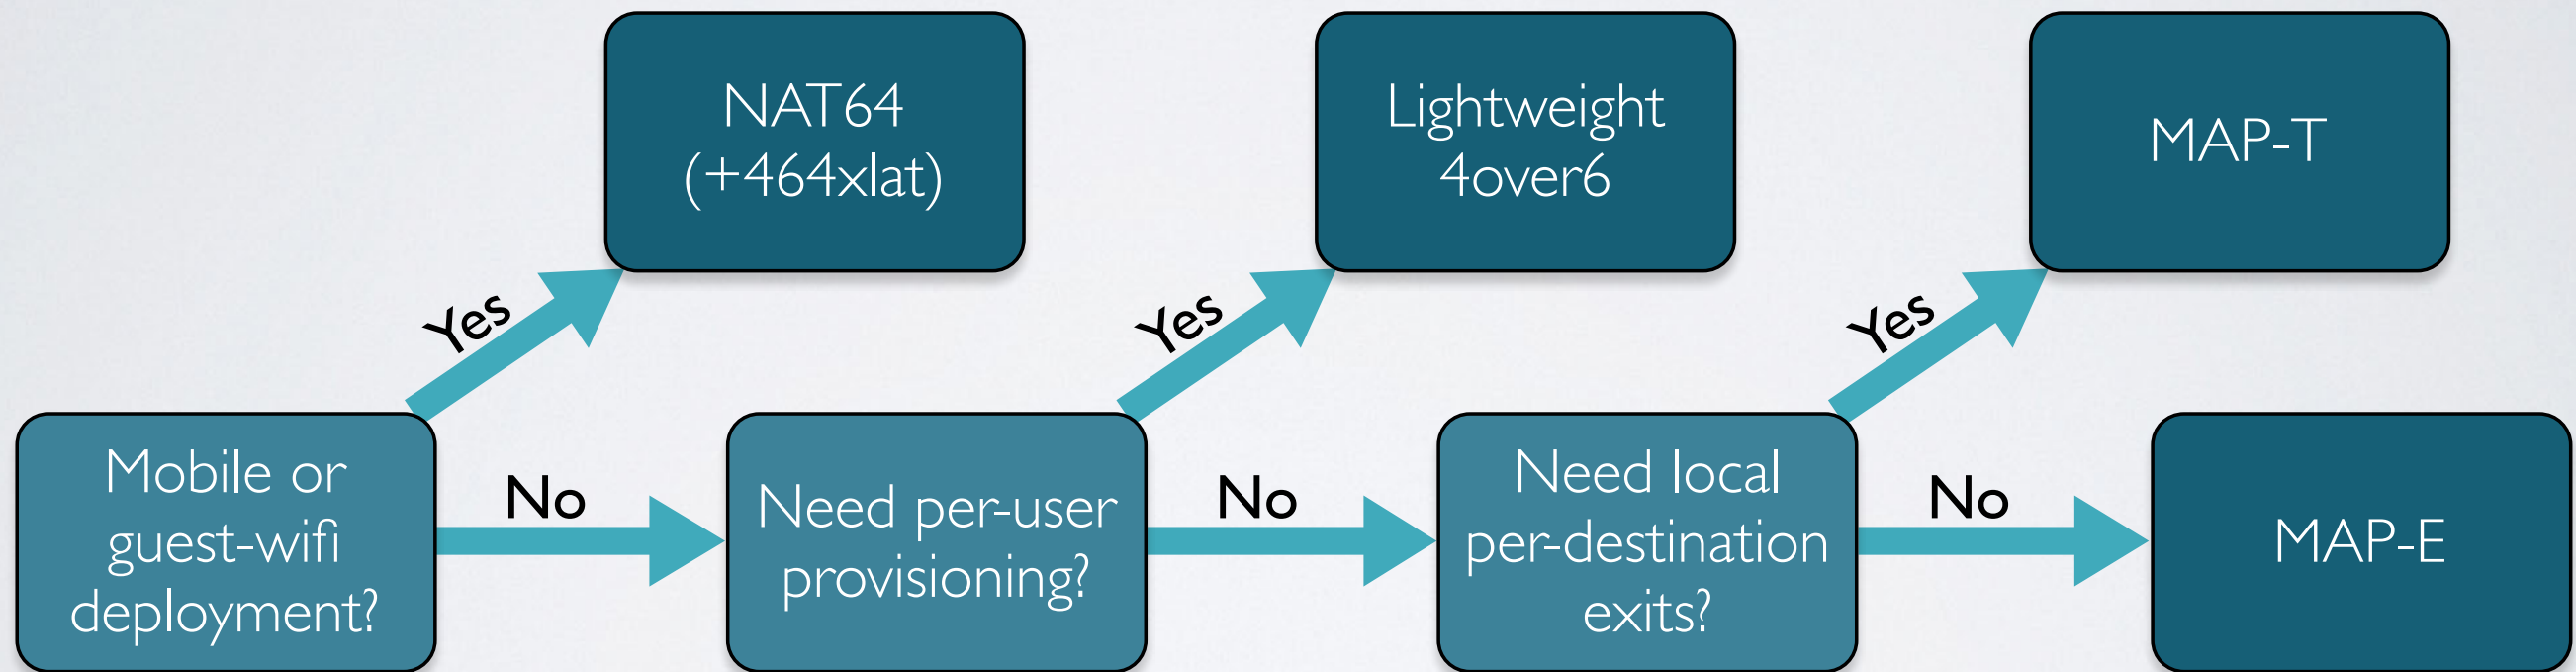 NAT64
(+464xlat)
Lightweight
4over6
MAP-T
Yes
Yes
Yes
Mobile or
guest-wifi
deployment?
No
Need per-user
provisioning?
No
Need local
per-destination
exits?
No
MAP-E